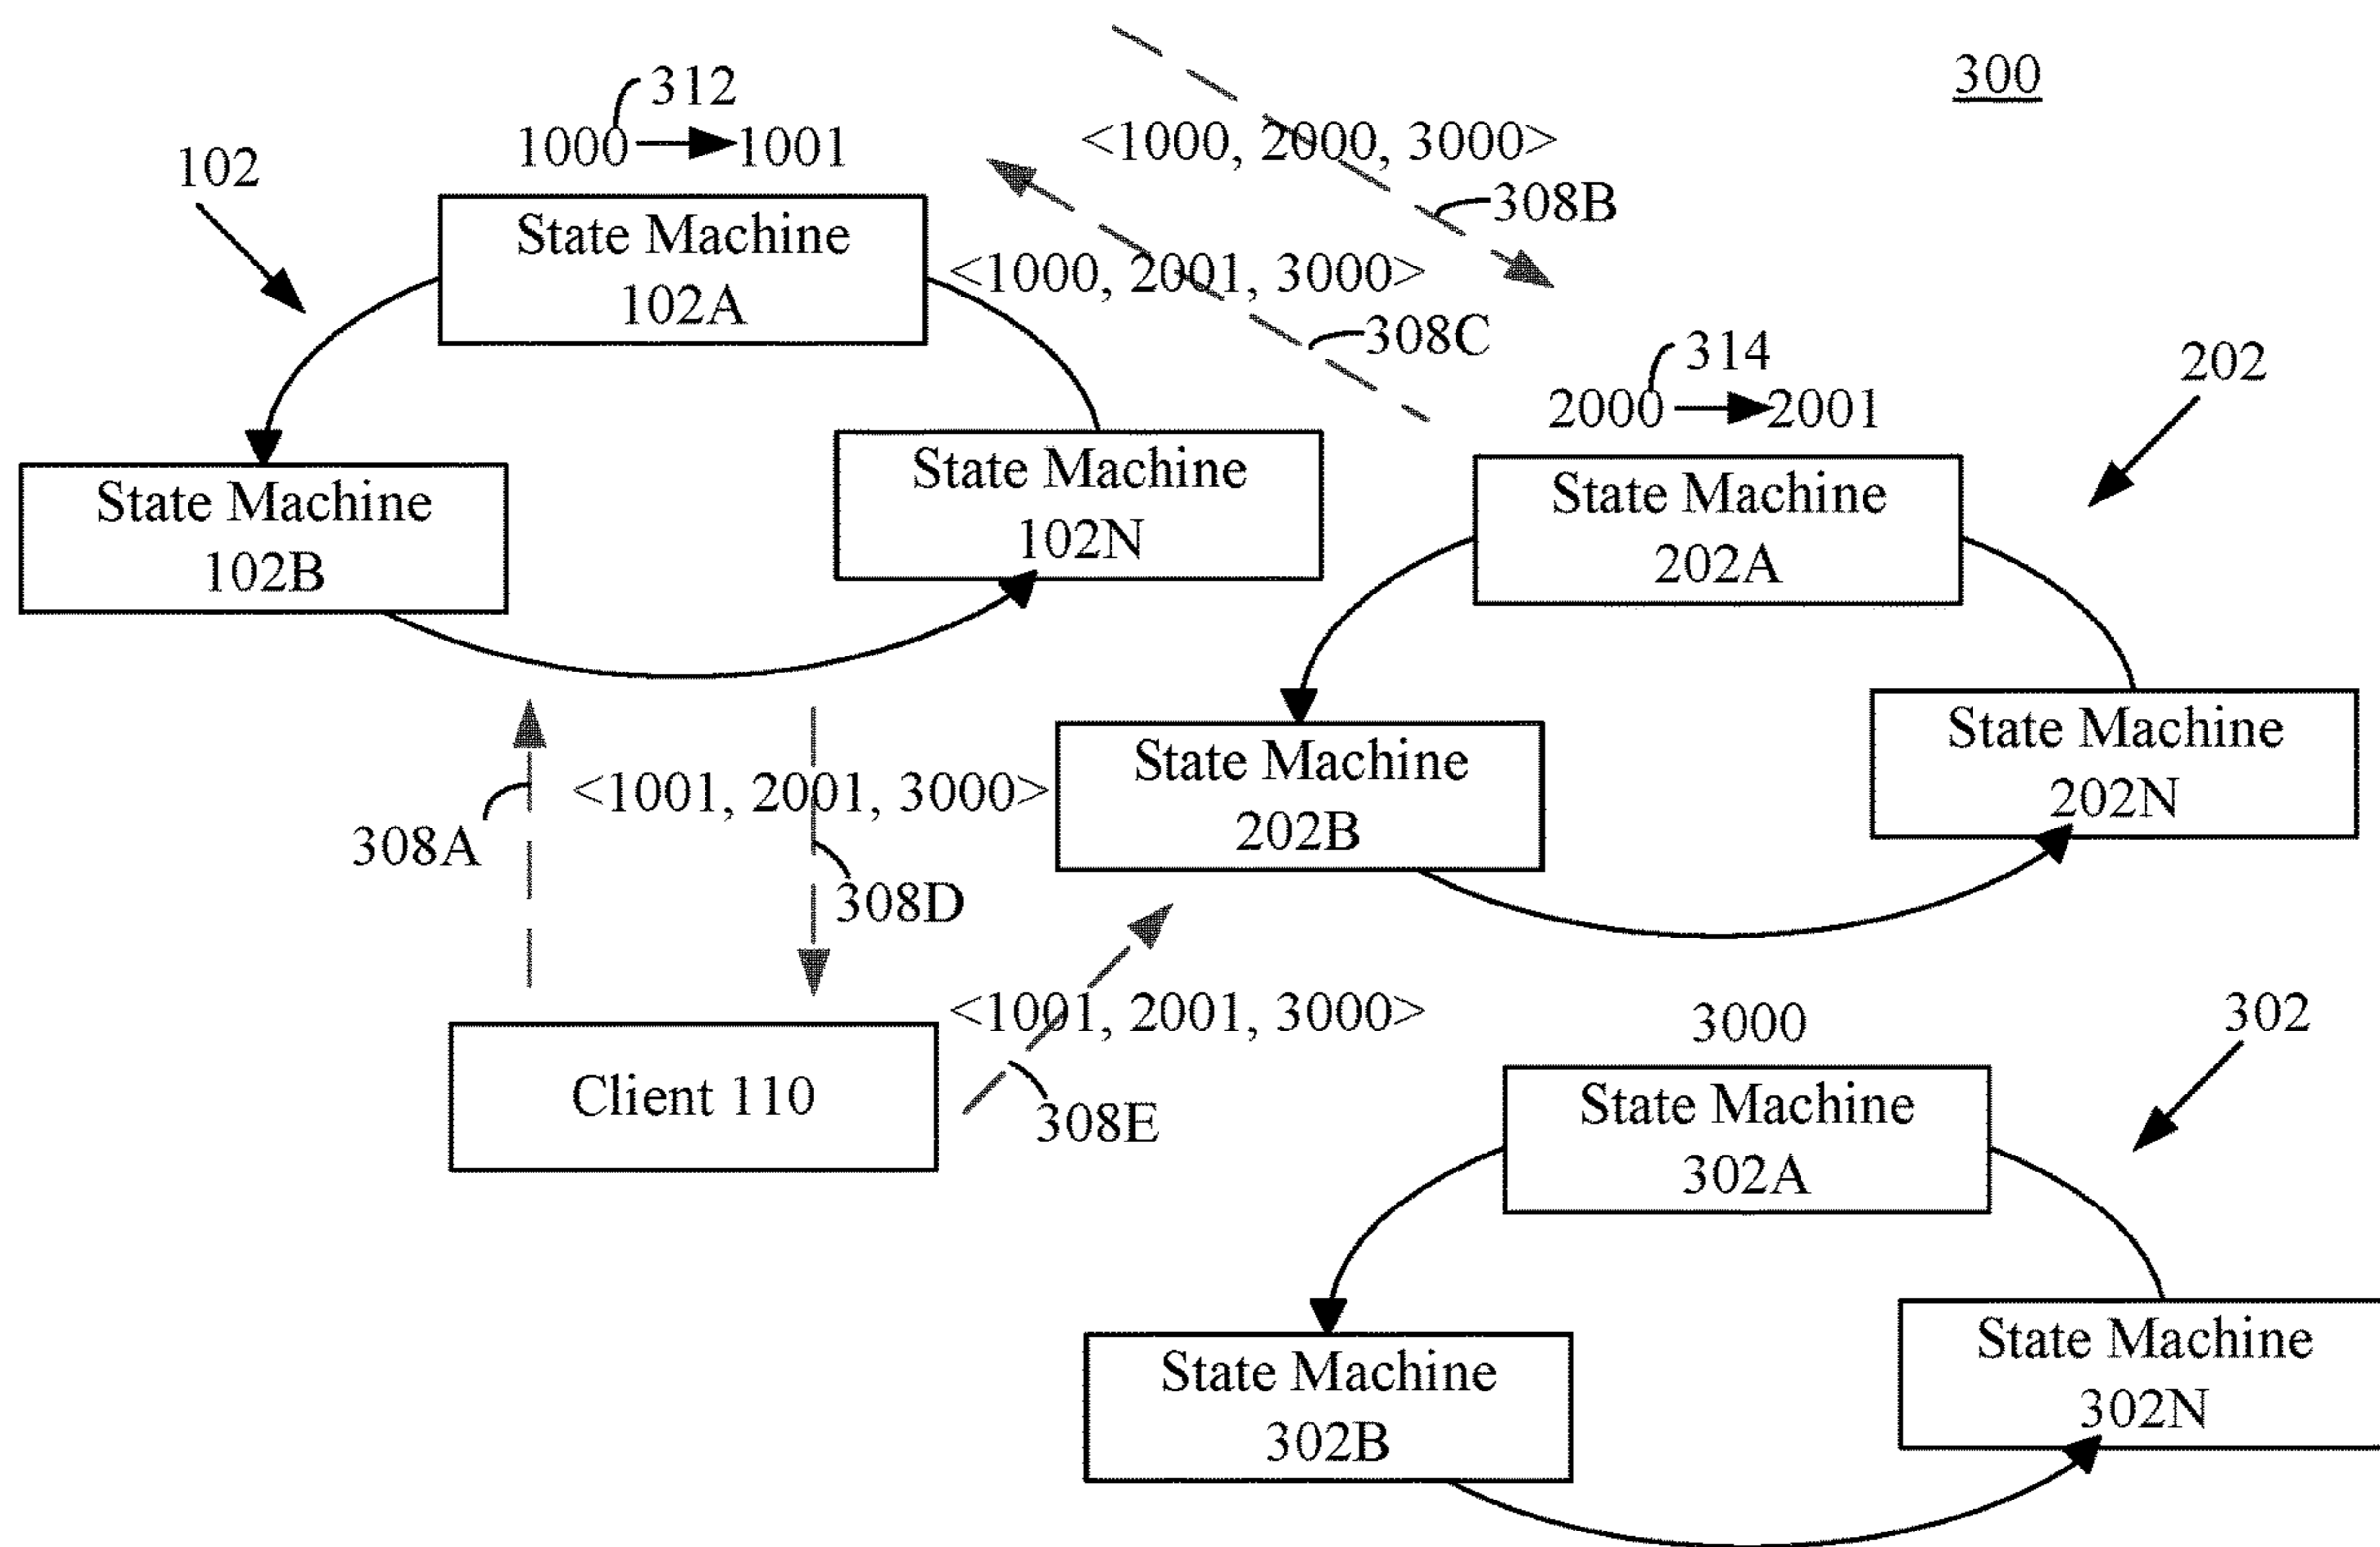 300
312
1000 1001
102
<1000, 2000, 3000>
308B
State Machine
102A
<1000, 2001, 3000>
308C
314
2000 2001
202
State Machine
102B
State Machine
102N
State Machine
202A
State Machine
202B
State Machine
202N
308A
<1001, 2001, 3000>
308D
<1001, 2001, 3000>
308E
Client 110
3000
302
State Machine
302A
State Machine
302B
State Machine
302N